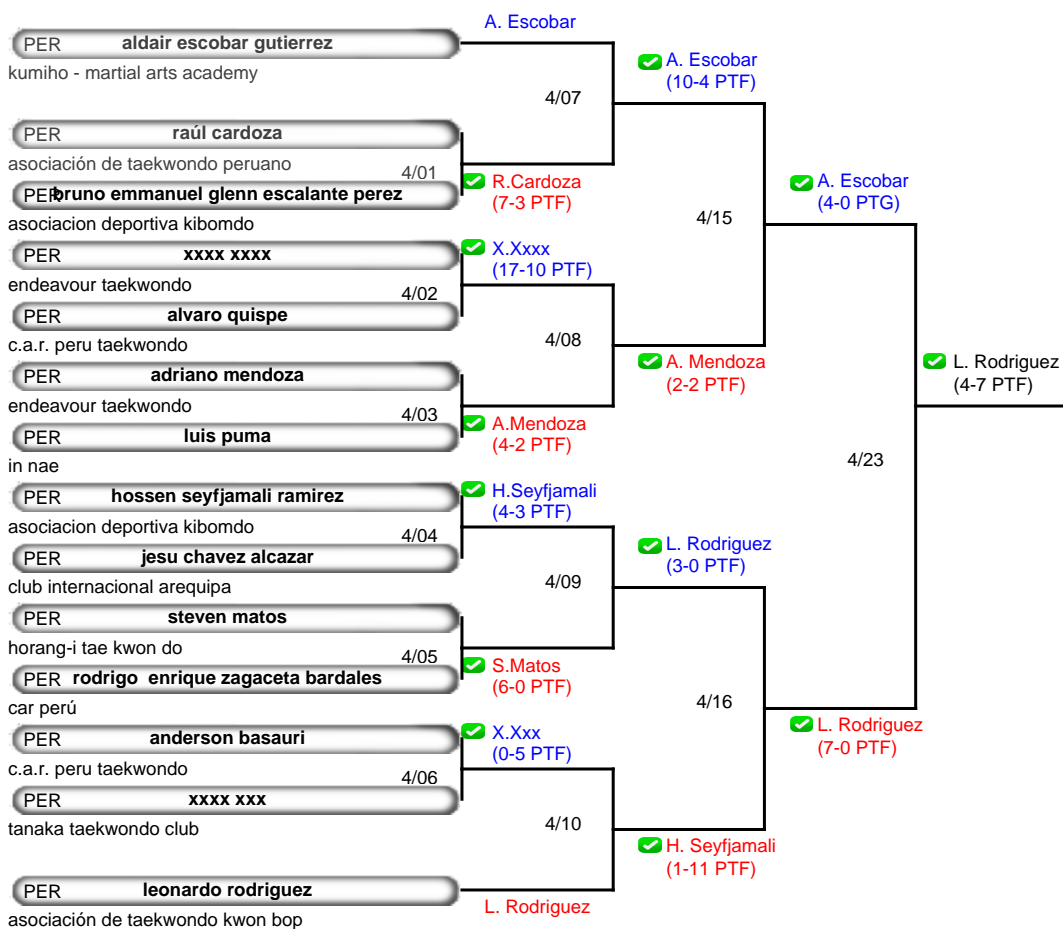 A. Escobar
PER aldair escobar gutierrez
kumiho - martial arts academy
A. Escobar
(10-4 PTF)
4/07
PER raúl cardoza
asociación de taekwondo peruano
4/01
R.Cardoza
(7-3 PTF)
PER bruno emmanuel glenn escalante perez
asociacion deportiva kibomdo
A. Escobar
(4-0 PTG)
4/15
PER xxxx xxxx
endeavour taekwondo
X.Xxxx
(17-10 PTF)
4/02
PER alvaro quispe
c.a.r. peru taekwondo
4/08
PER adriano mendoza
endeavour taekwondo
A. Mendoza
(2-2 PTF)
L. Rodriguez
(4-7 PTF)
4/03
A.Mendoza
(4-2 PTF)
PER luis puma
in nae
4/23
PER hossen seyfjamali ramirez
asociacion deportiva kibomdo
H.Seyfjamali
(4-3 PTF)
4/04
PER jesu chavez alcazar
club internacional arequipa
L. Rodriguez
(3-0 PTF)
4/09
PER steven matos
horang-i tae kwon do
4/05
S.Matos
(6-0 PTF)
PER rodrigo enrique zagaceta bardales
car perú
4/16
L. Rodriguez
(7-0 PTF)
PER anderson basauri
c.a.r. peru taekwondo
X.Xxx
(0-5 PTF)
4/06
PER xxxx xxx
tanaka taekwondo club
4/10
H. Seyfjamali
(1-11 PTF)
PER leonardo rodriguez
asociación de taekwondo kwon bop
L. Rodriguez